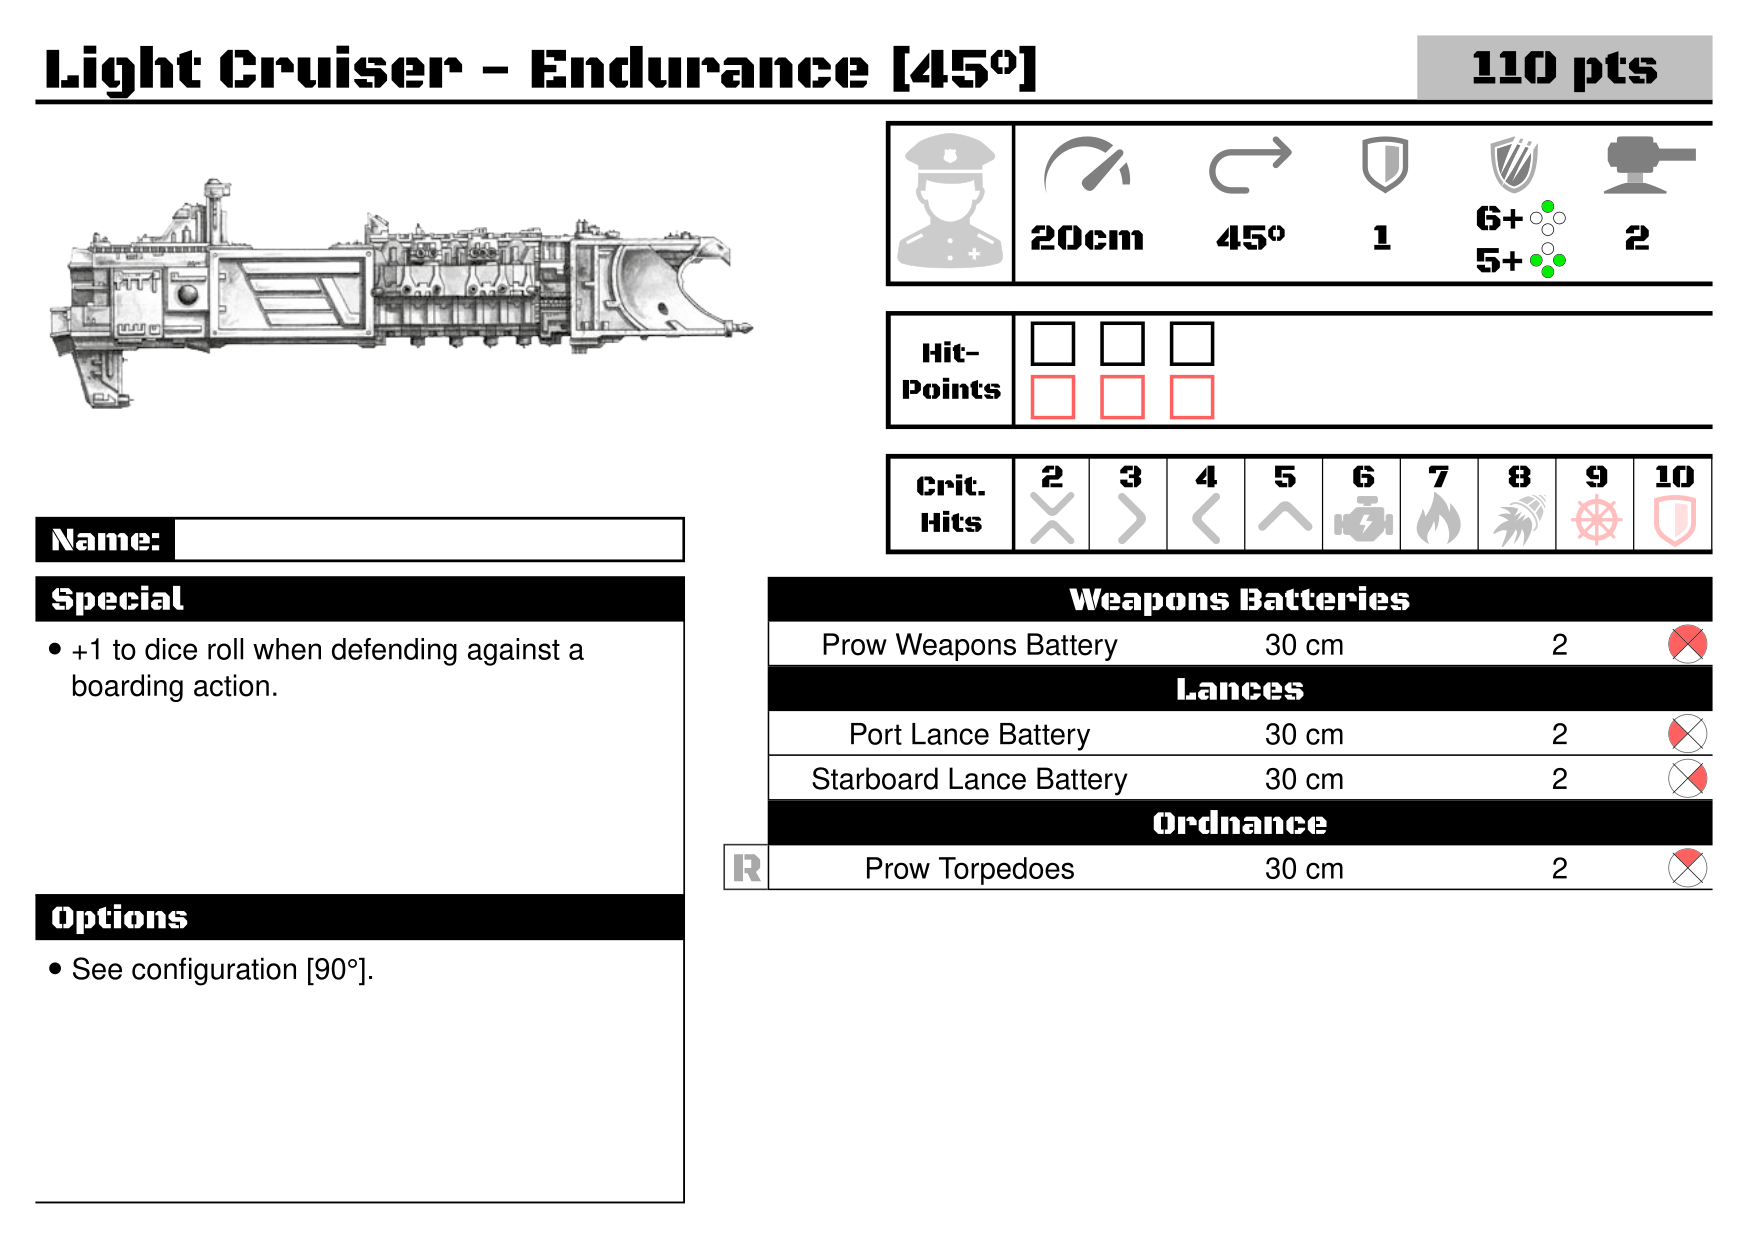 Light Cruiser - Endurance [45º]
110 pts
20cm 45º 1 6+ 5+ 2
Hit-
Points
Crit.
Hits
2 3 4 5 6 7 8 9 10
Name:
Special
● +1 to dice roll when defending against a
boarding action.
Options
● See configuration [90°].
Weapons Batteries
Prow Weapons Battery 30 cm 2
Lances
Port Lance Battery 30 cm 2
Starboard Lance Battery 30 cm 2
Ordnance
R Prow Torpedoes 30 cm 2